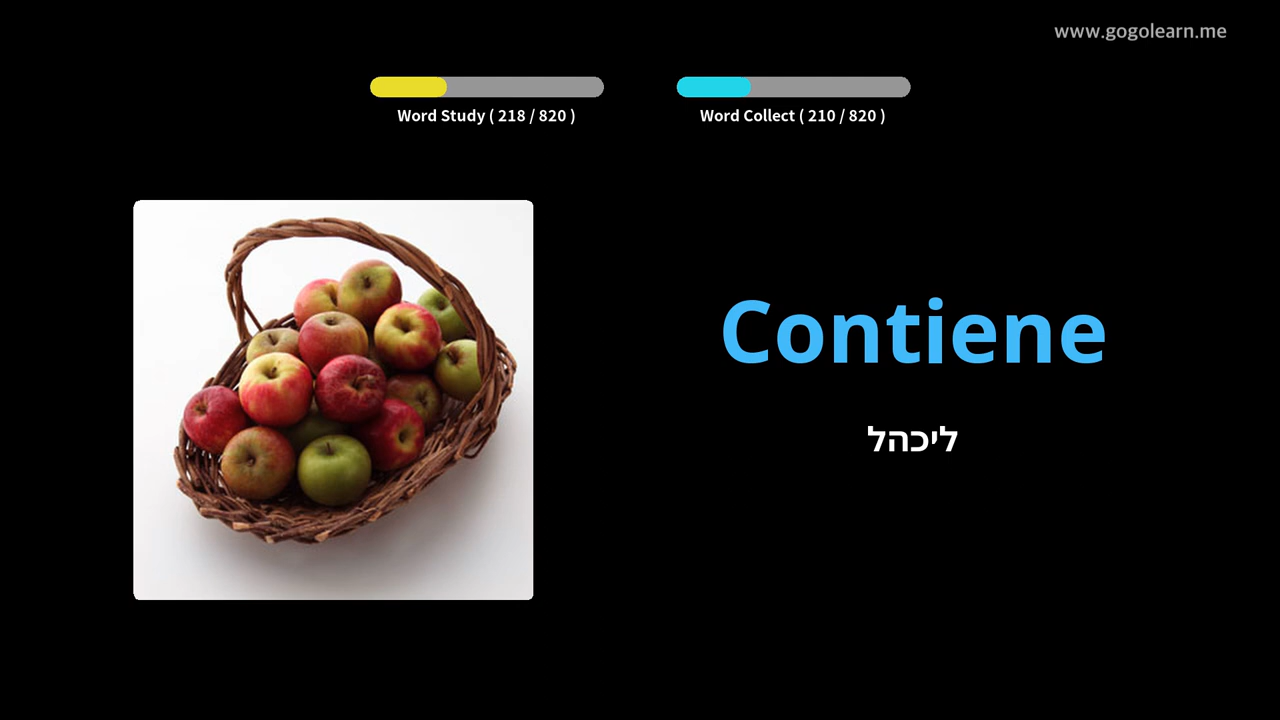 www.gogolearn.me
Word Study ( 218 / 820 )
Word Collect ( 210 / 820 )
Contiene
ליכהל